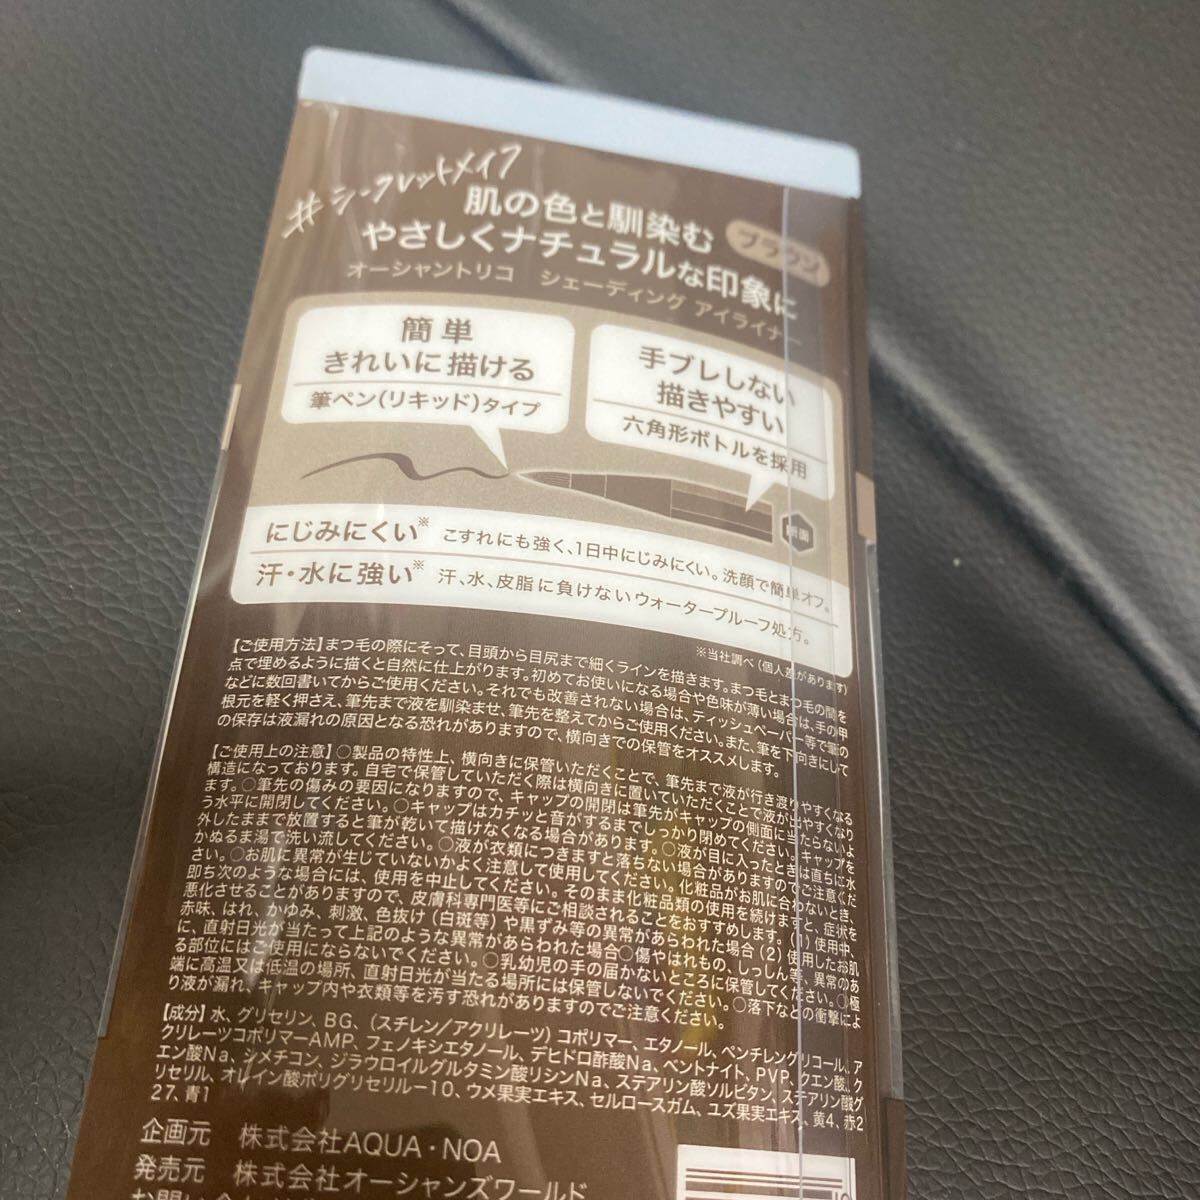 #シークレットメイク
肌の色と馴染む
やさしくナチュラルな印象に
ブラウン
オーシャントリコ シェーディング アイライナー
簡単
きれいに描ける
筆ペン(リキッド)タイプ
手ブレしない
描きやすい
六角形ボトルを採用
断面
にじみにくい※ こすれにも強く、1日中にじみにくい。洗顔で簡単オフ。
汗・水に強い※ 汗、水、皮脂に負けないウォータープルーフ処方。
※当社調べ(個人差があります)
【ご使用方法】まつ毛の際にそって、目頭から目尻まで細くラインを描きます。まつ毛とまつ毛の間を
点で埋めるように描くと自然に仕上がります。初めてお使いになる場合や色味が薄い場合は、手の甲
などに数回書いてからご使用ください。それでも改善されない場合は、ティッシュペーパー等で筆の
根元を軽く押さえ、筆先まで液を馴染ませ、筆先を整えてからご使用ください。また、筆を下向きにして
の保存は液漏れの原因となる恐れがありますので、横向きでの保管をオススメします。
【ご使用上の注意】○製品の特性上、横向きに保管いただくことで、筆先まで液が行き渡りやすくなる
構造になっております。自宅で保管していただく際は横向きに置いていただくことで液が出やすくなり
ます。○筆先の傷みの要因になりますので、キャップの開閉は筆先がキャップの側面に当たらないよ
う水平に開閉してください。○キャップはカチッと音がするまでしっかり閉めてください。キャップを
外したままで放置すると筆が乾いて描けなくなる場合があります。○液が目に入ったときは直ちに水
かぬるま湯で洗い流してください。○液が衣類につきますと落ちない場合がありますのでご注意くだ
さい。○お肌に異常が生じていないかよく注意して使用してください。化粧品がお肌に合わないとき、
即ち次のような場合には、使用を中止してください。そのまま化粧品類の使用を続けますと、症状を
悪化させることがありますので、皮膚科専門医等にご相談されることをおすすめします。(1)使用中、
赤味、はれ、かゆみ、刺激、色抜け(白斑等)や黒ずみ等の異常があらわれた場合(2)使用したお肌
に、直射日光が当たって上記のような異常があらわれた場合○傷やはれもの、しっしん等、異常のあ
る部位にはご使用にならないでください。○乳幼児の手の届かないところに保管してください。○極
端に高温又は低温の場所、直射日光が当たる場所には保管しないでください。○落下などの衝撃によ
り液が漏れ、キャップ内や衣類等を汚す恐れがありますのでご注意ください。
【成分】水、グリセリン、BG、(スチレン/アクリレーツ)コポリマー、エタノール、ペンチレングリコール、ア
クリレーツコポリマーAMP、フェノキシエタノール、デヒドロ酢酸Na、ベントナイト、PVP、クエン酸、ク
エン酸Na、シメチコン、ジラウロイルグルタミン酸リシンNa、ステアリン酸ソルビタン、ステアリン酸グ
リセリル、オレイン酸ポリグリセリル-10、ウメ果実エキス、セルロースガム、ユズ果実エキス、黄4、赤2
27、青1
企画元 株式会社AQUA・NOA
発売元 株式会社オーシャンズワールド